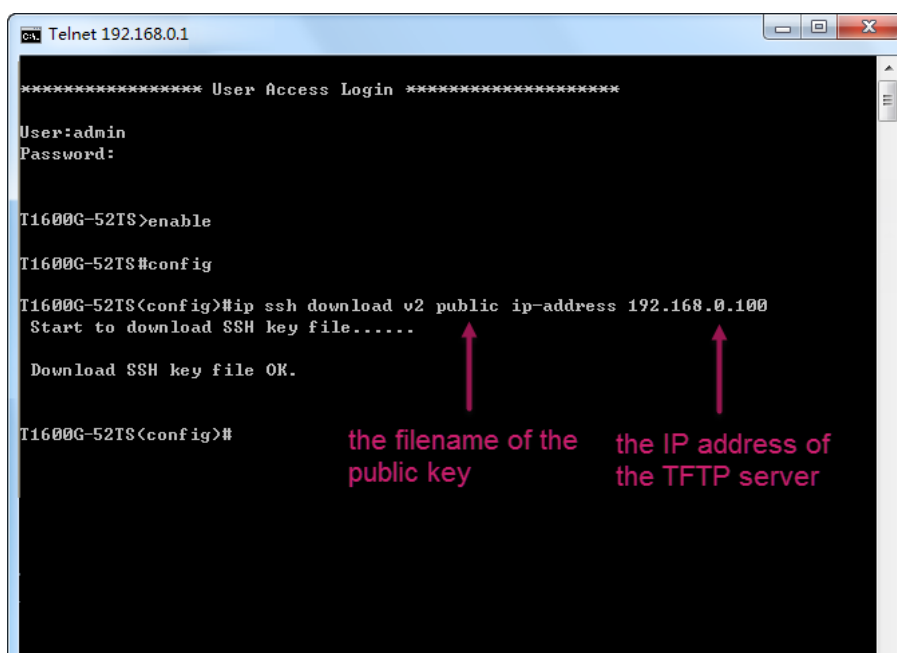 Telnet 192.168.0.1
***************** User Access Login ********************
User:admin
Password:
T1600G-52TS>enable
T1600G-52TS#config
T1600G-52TS(config)#ip ssh download v2 public ip-address 192.168.0.100
Start to download SSH key file......
Download SSH key file OK.
T1600G-52TS(config)#
the filename of the
public key
the IP address of
the TFTP server